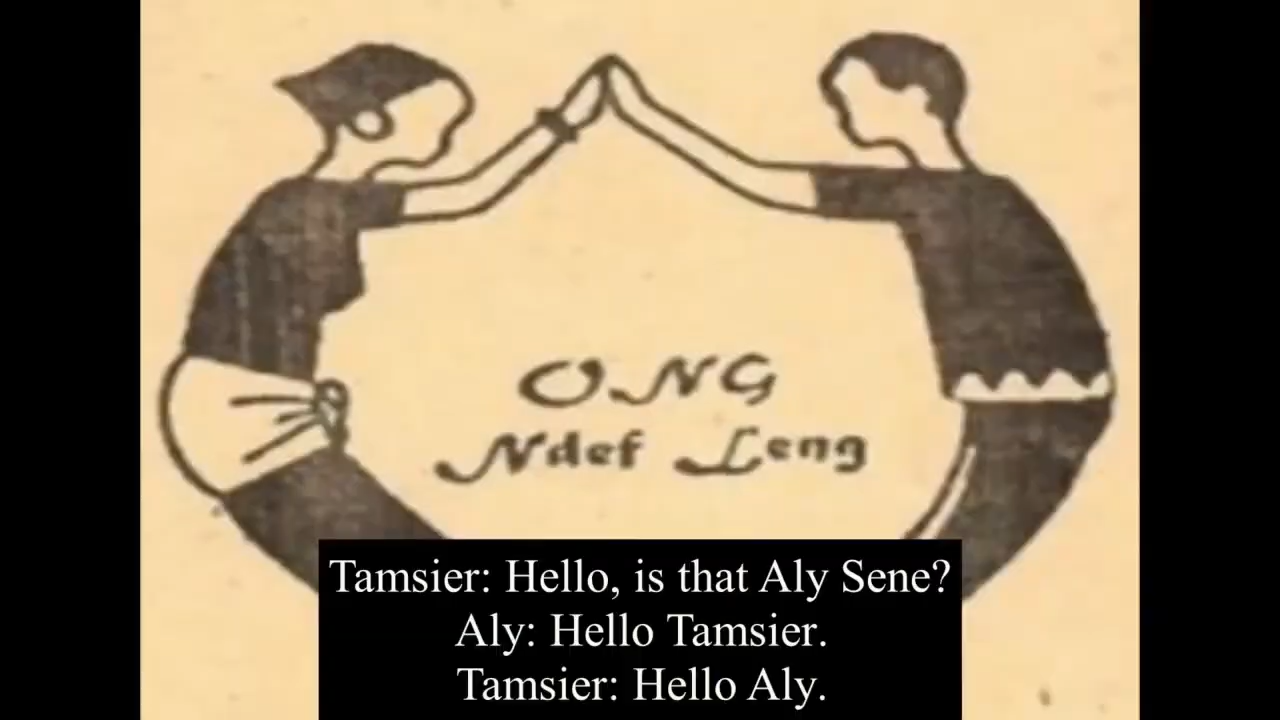 ONG
Ndef Leng
Tamsier: Hello, is that Aly Sene?
Aly: Hello Tamsier.
Tamsier: Hello Aly.